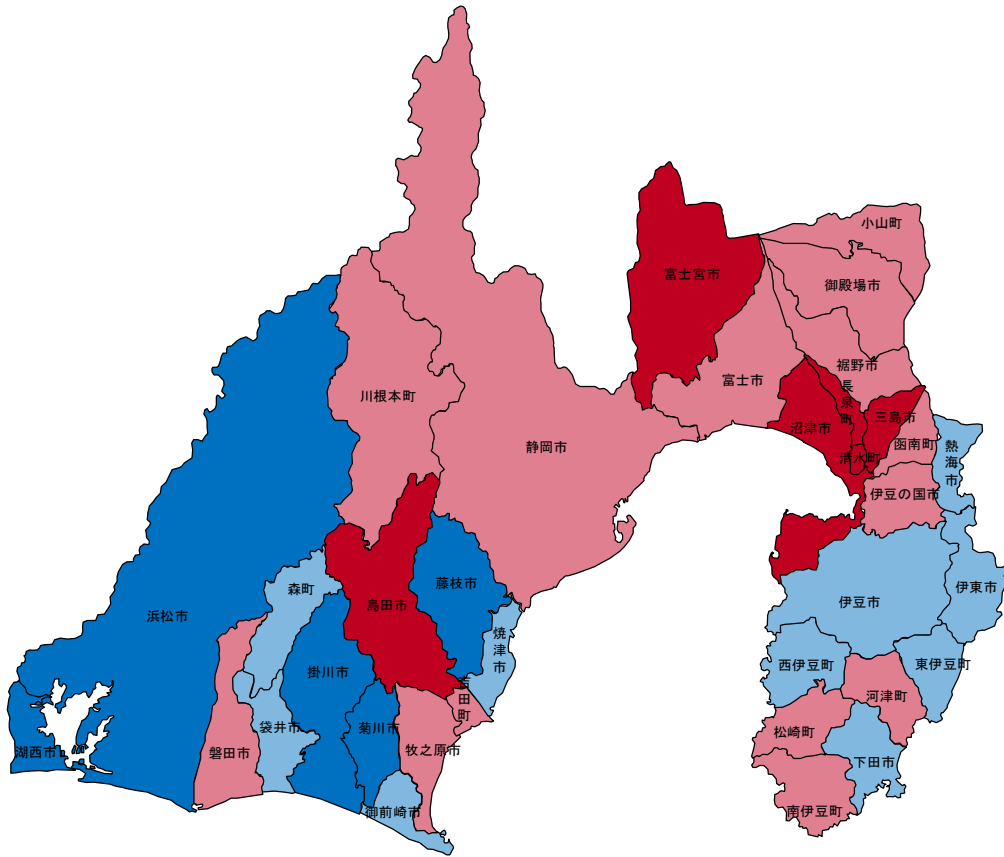 小山町
富士宮市
御殿場市
裾野市
富士市
川根本町
長泉町
三島市
沼津市
函南町
静岡市
熱海市
清水町
伊豆の国市
藤枝市
森町
伊東市
島田市
伊豆市
浜松市
焼津市
西伊豆町
東伊豆町
掛川市
吉田町
河津町
袋井市
菊川市
松崎町
湖西市
磐田市
牧之原市
下田市
御前崎市
南伊豆町